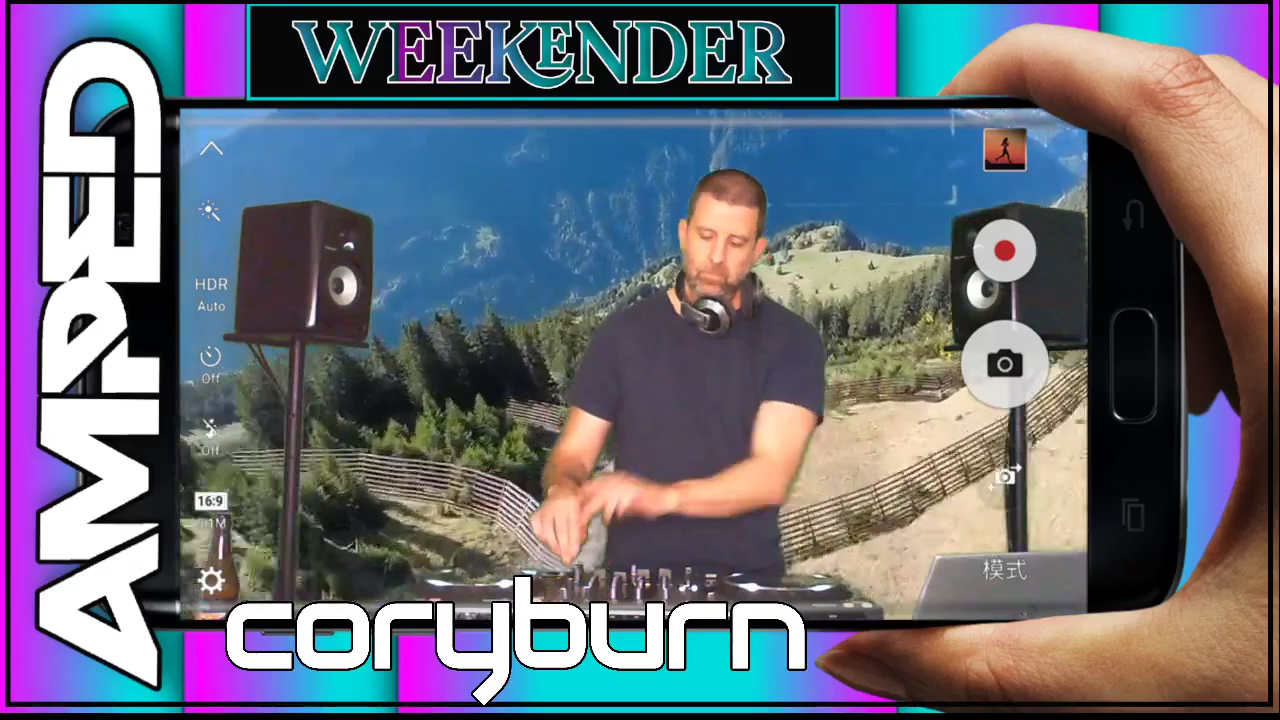 WEEKENDER
AMPED
HDR
Auto
Off
Off
16:9
模式
coryburn